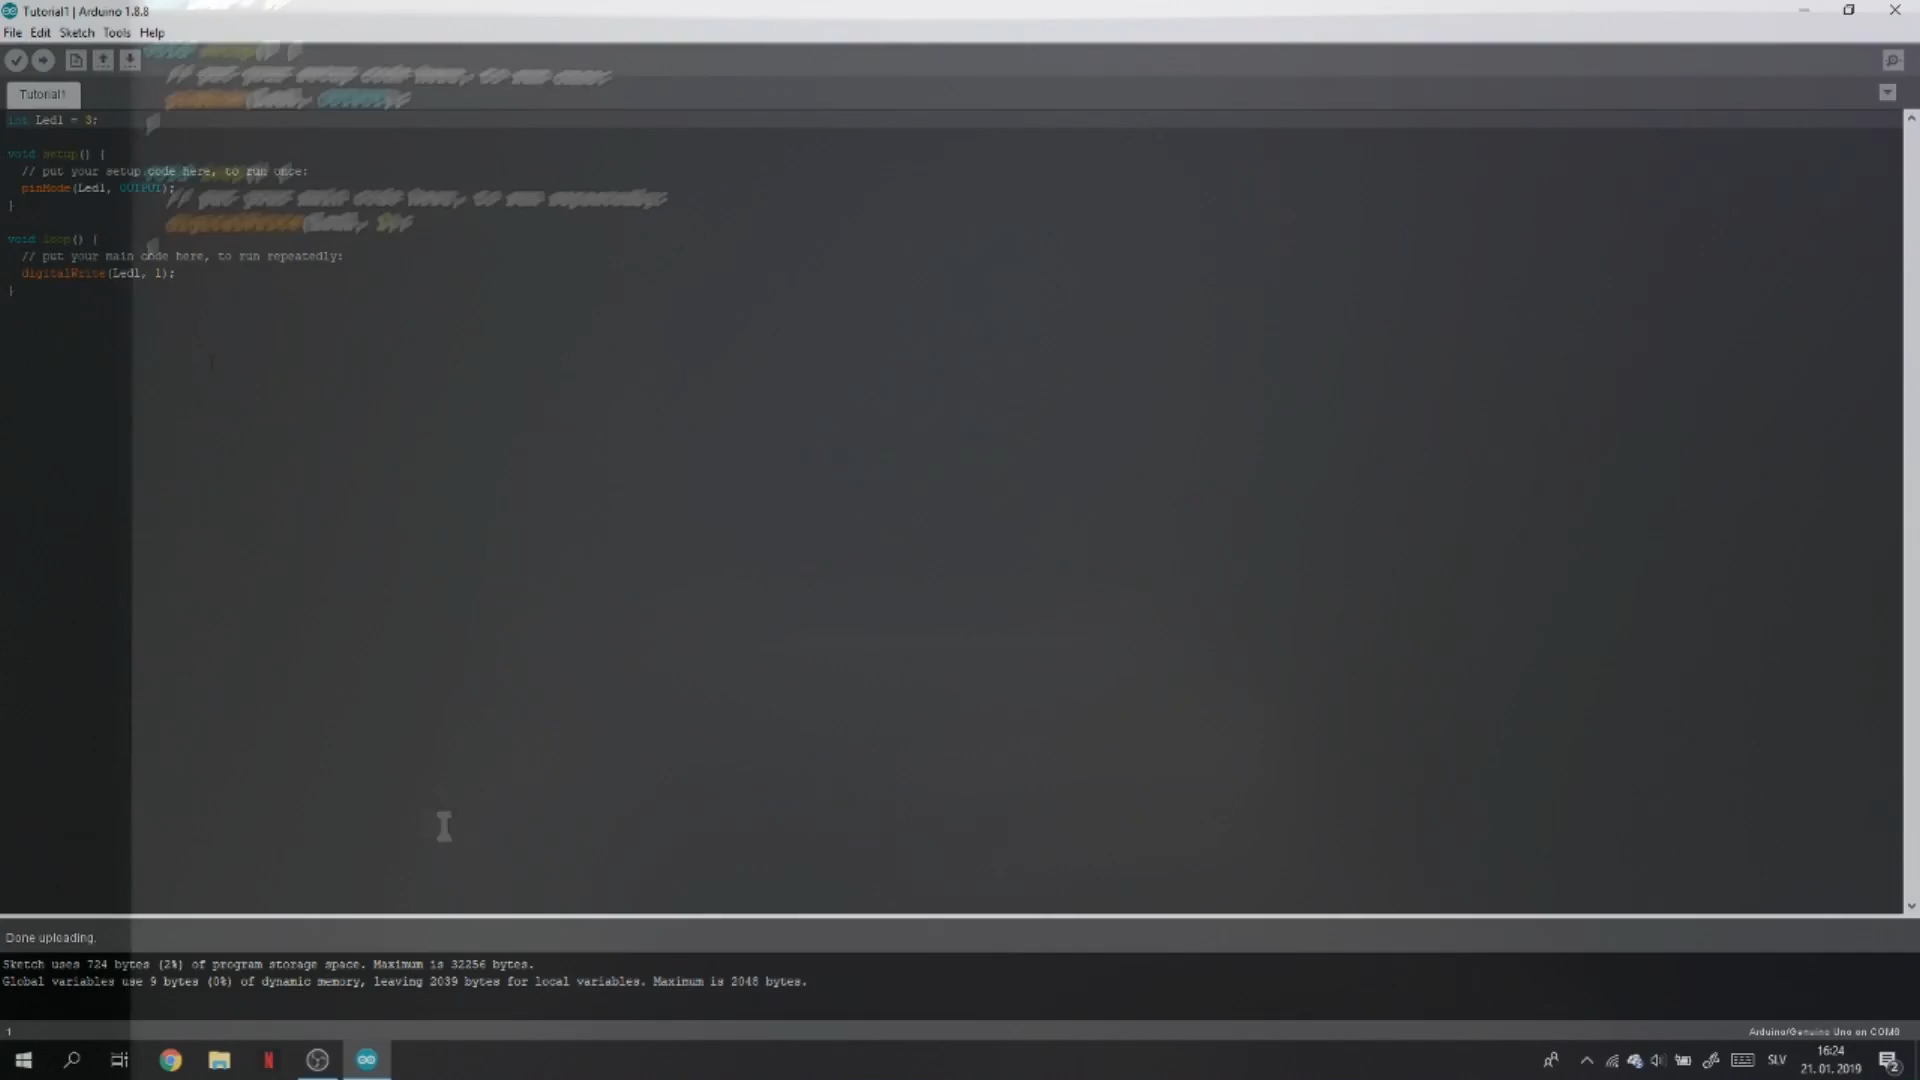 Tutorial1 | Arduino 1.8.8
File Edit Sketch Tools Help
Tutorial1
int Led1 = 3;
void setup() {
// put your setup code here, to run once:
pinMode(Led1, OUTPUT);
}
void loop() {
// put your main code here, to run repeatedly:
digitalWrite(Led1, 1);
}
Done uploading.
Sketch uses 724 bytes (2%) of program storage space. Maximum is 32256 bytes.
Global variables use 9 bytes (0%) of dynamic memory, leaving 2039 bytes for local variables. Maximum is 2048 bytes.
1
Arduino/Genuino Uno on COM8
SLV
16:24
21. 01. 2019
2